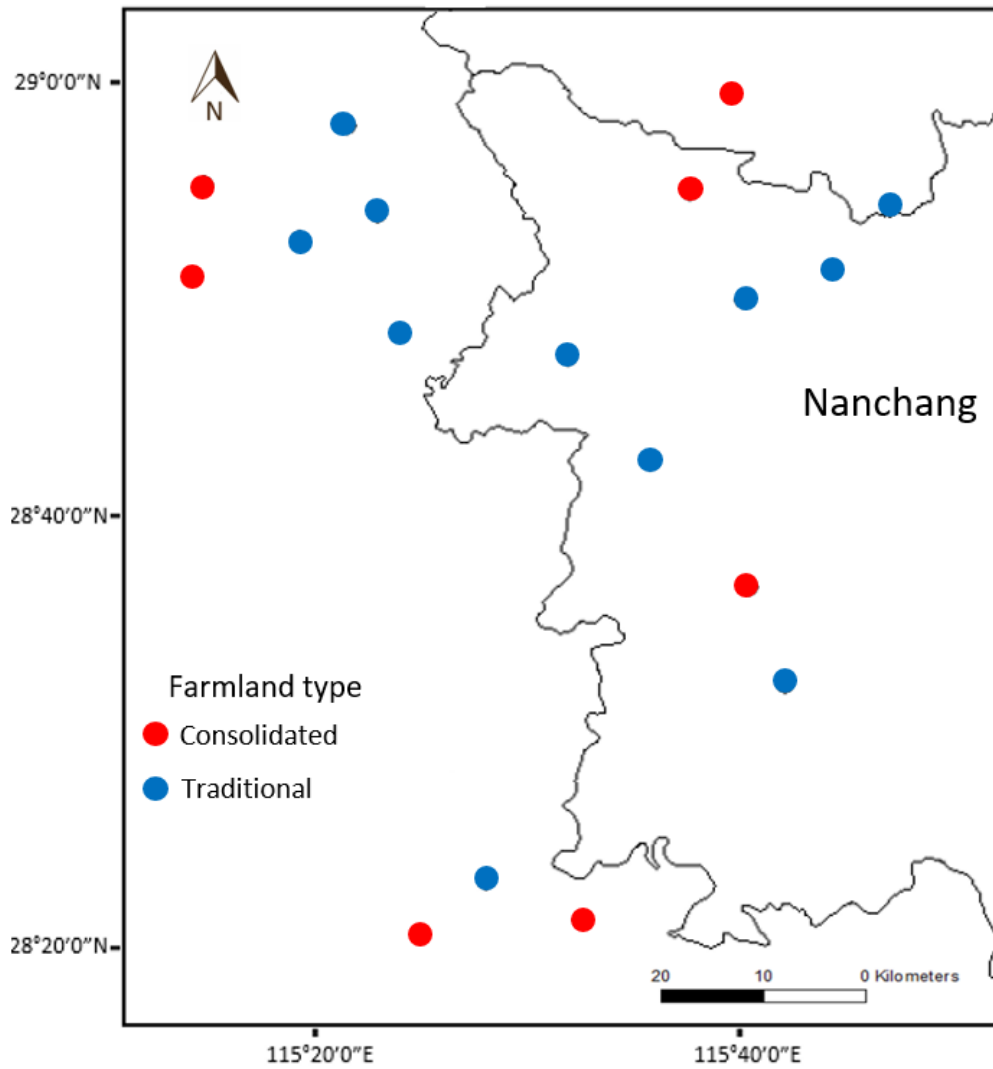 29°0’0”N
N
Nanchang
28°40’0”N
Farmland type
Consolidated
Traditional
28°20’0”N
20 10 0 Kilometers
115°20’0”E 115°40’0”E